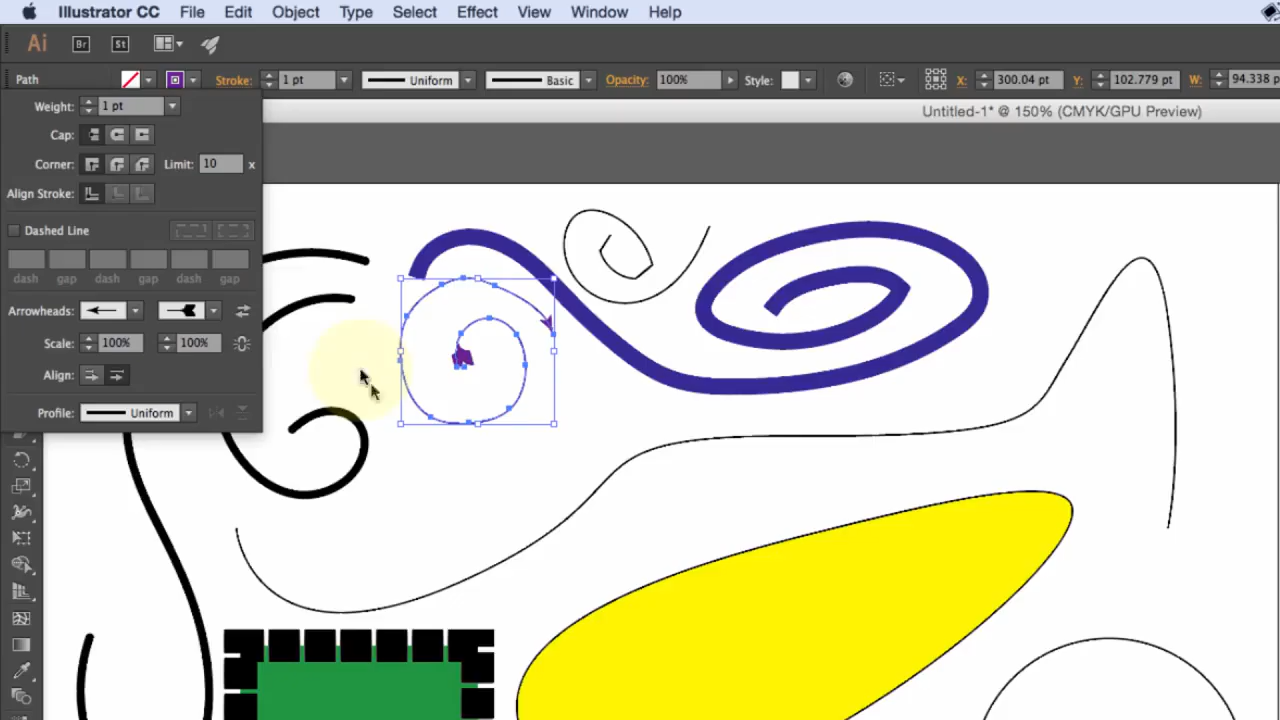 Illustrator CC File Edit Object Type Select Effect View Window Help
Ai Br St
Path Stroke: 1 pt Uniform Basic Opacity: 100% Style: X: 300.04 pt Y: 102.779 pt W: 94.338 p
Untitled-1* @ 150% (CMYK/GPU Preview)
Weight: 1 pt
Cap:
Corner: Limit: 10 x
Align Stroke:
Dashed Line
dash gap dash gap dash gap
Arrowheads:
Scale: 100% 100%
Align:
Profile: Uniform